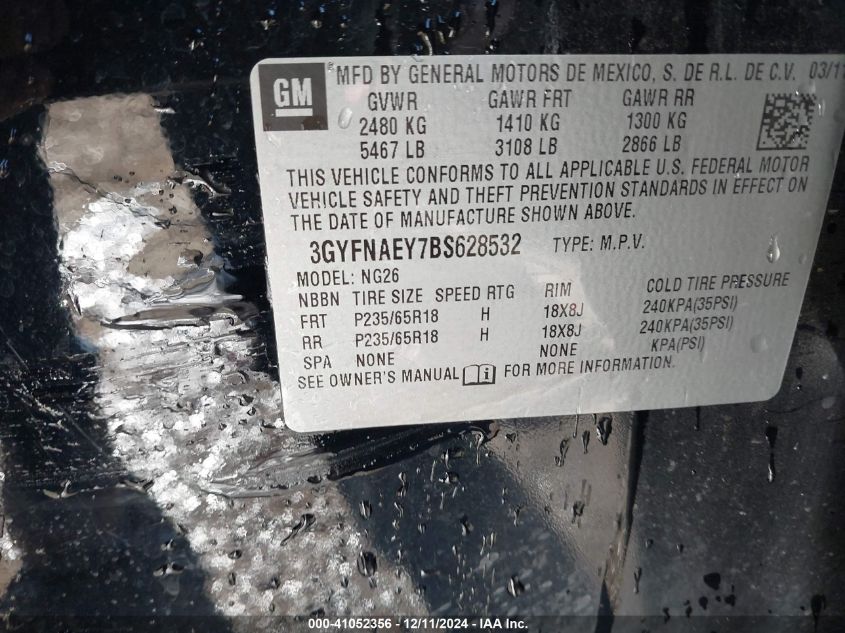 GM
MFD BY GENERAL MOTORS DE MEXICO, S. DE R.L. DE C.V. 03/11
GVWR GAWR FRT GAWR RR
2480 KG 1410 KG 1300 KG
5467 LB 3108 LB 2866 LB
THIS VEHICLE CONFORMS TO ALL APPLICABLE U.S. FEDERAL MOTOR
VEHICLE SAFETY AND THEFT PREVENTION STANDARDS IN EFFECT ON
THE DATE OF MANUFACTURE SHOWN ABOVE.
3GYFNAEY7BS628532 TYPE: M.P.V.
MODEL: NG26
NBBN TIRE SIZE SPEED RTG RIM COLD TIRE PRESSURE
FRT P235/65R18 H 18X8J 240KPA(35PSI)
RR P235/65R18 H 18X8J 240KPA(35PSI)
SPA NONE NONE KPA(PSI)
SEE OWNER'S MANUAL FOR MORE INFORMATION.
000-41052356 - 12/11/2024 - IAA Inc.